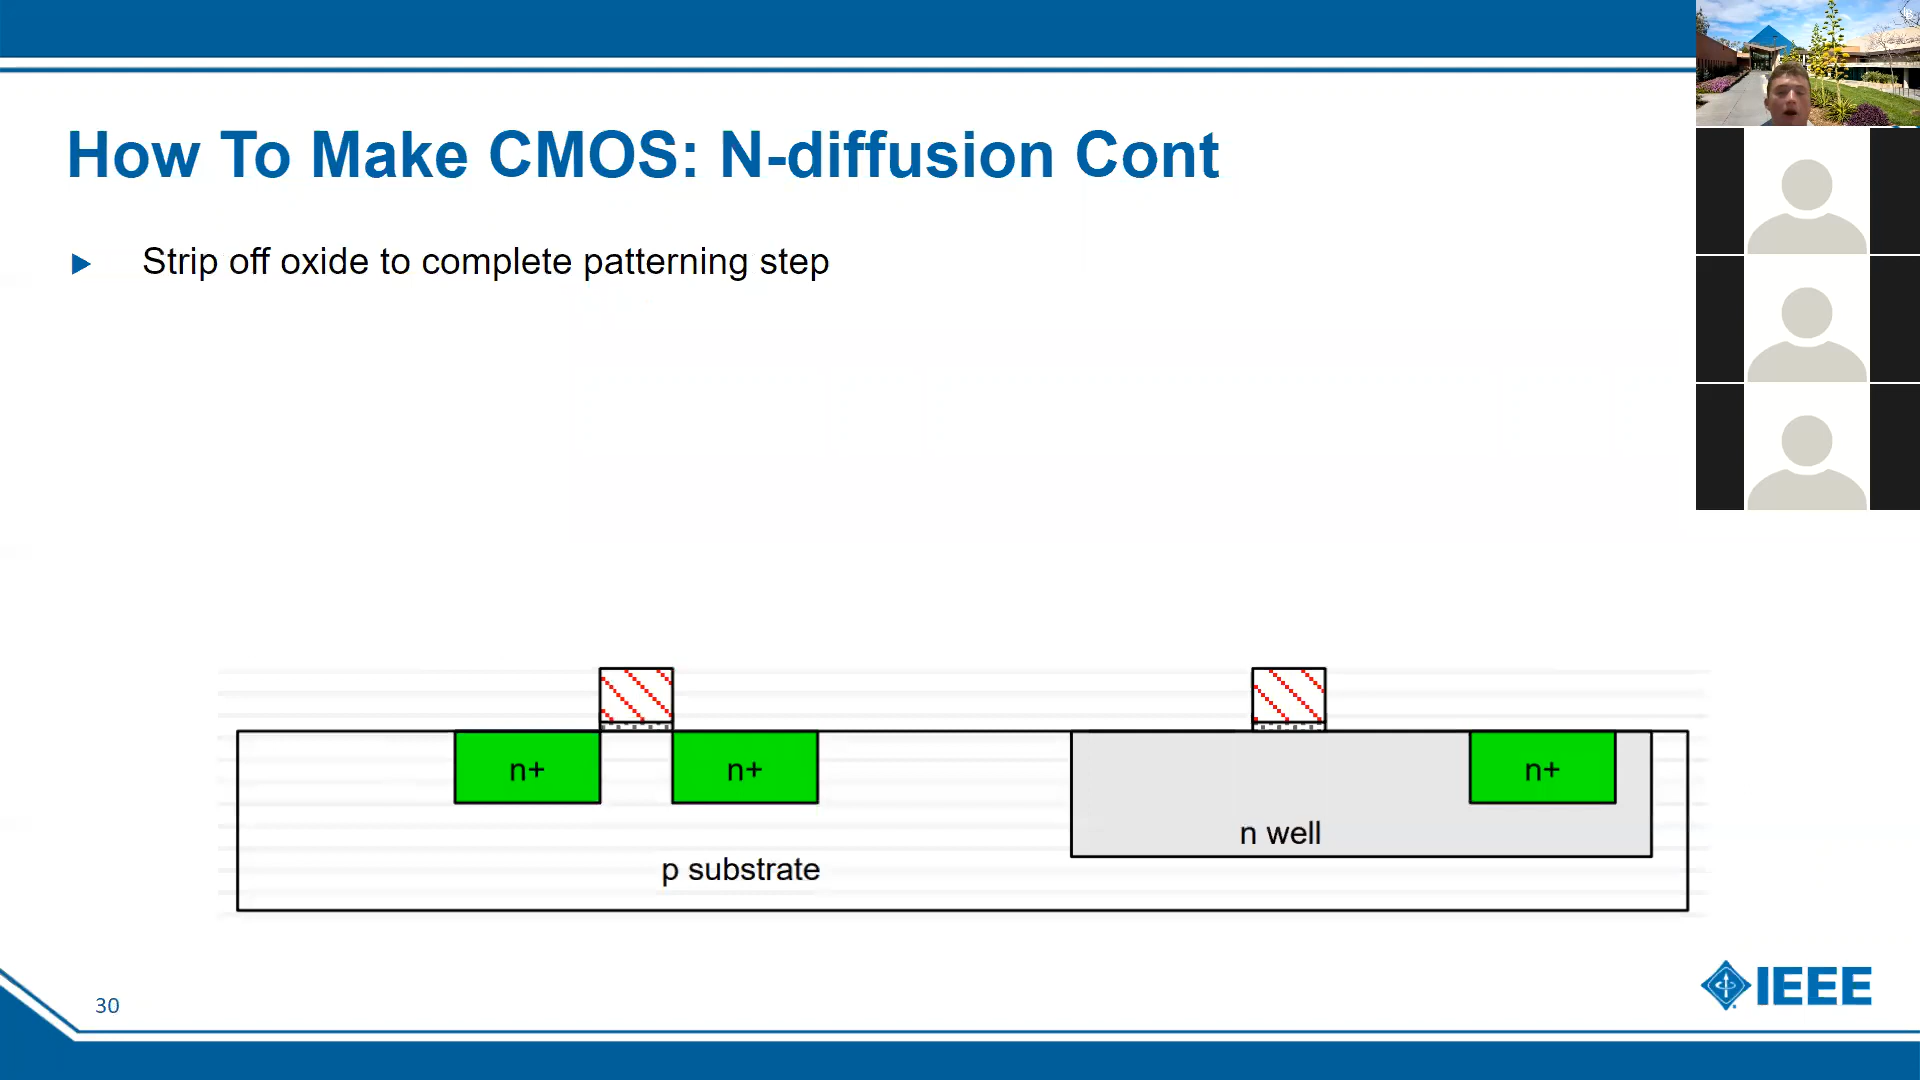 How To Make CMOS: N-diffusion Cont
Strip off oxide to complete patterning step
n+
n+
n+
n well
p substrate
30
IEEE